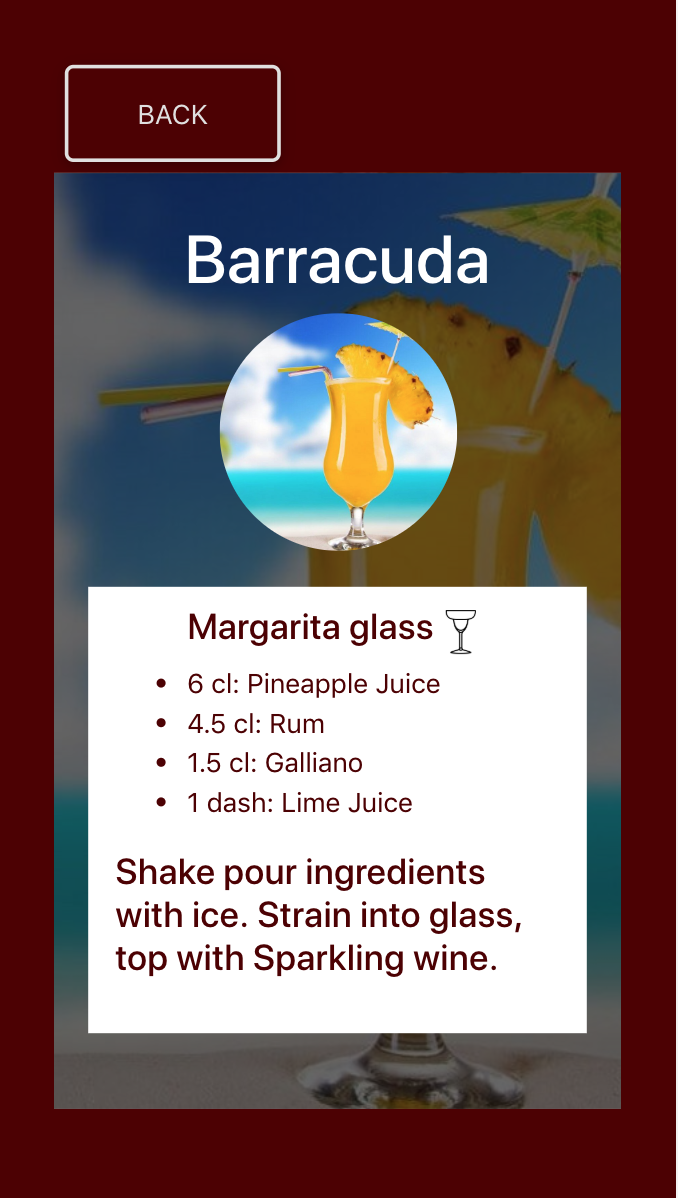 BACK
Barracuda
Margarita glass
• 6 cl: Pineapple Juice
• 4.5 cl: Rum
• 1.5 cl: Galliano
• 1 dash: Lime Juice
Shake pour ingredients
with ice. Strain into glass,
top with Sparkling wine.